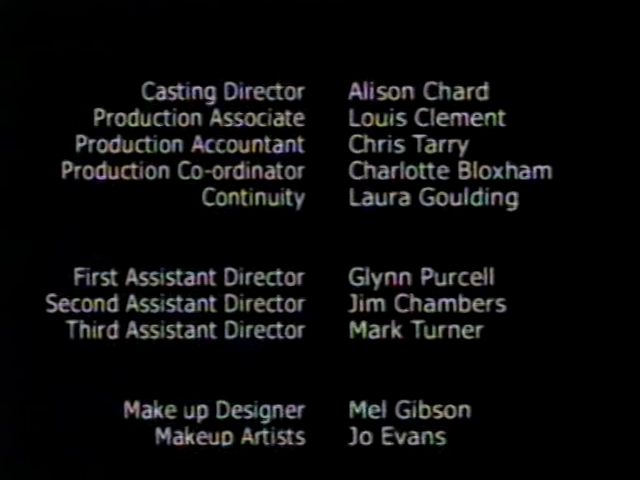 Casting Director Alison Chard
Production Associate Louis Clement
Production Accountant Chris Tarry
Production Co-ordinator Charlotte Bloxham
Continuity Laura Goulding
First Assistant Director Glynn Purcell
Second Assistant Director Jim Chambers
Third Assistant Director Mark Turner
Make up Designer Mel Gibson
Makeup Artists Jo Evans